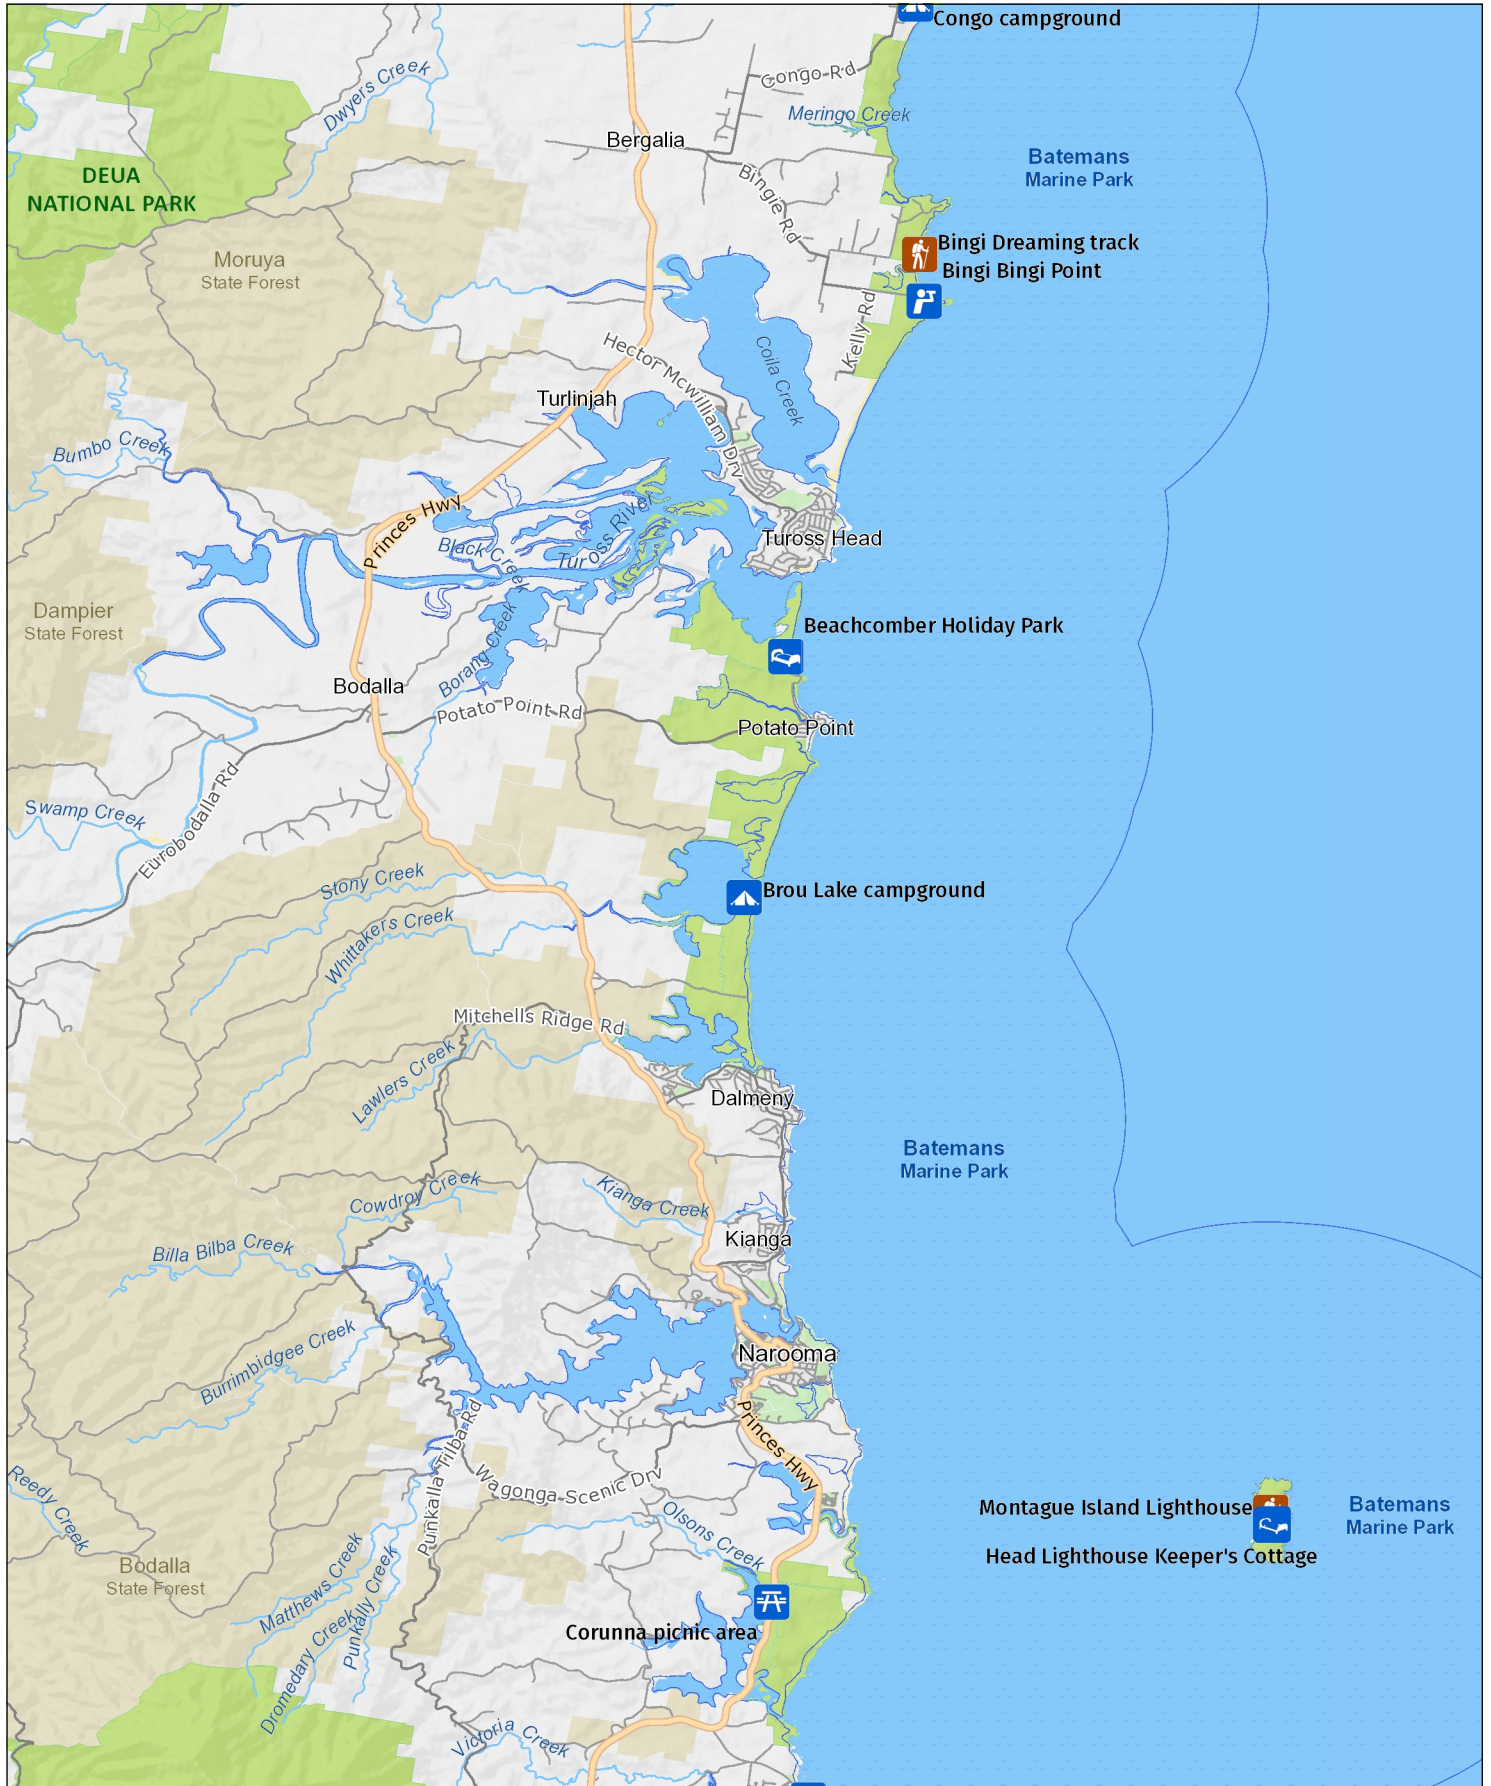 Congo campground
Congo Rd
Dwyers Creek
Meringo Creek
Bergalia
Batemans
Marine Park
DEUA
NATIONAL PARK
Bingie Rd
Bingi Dreaming track
Bingi Bingi Point
Moruya
State Forest
Kelly Rd
Hector Mcwilliam Drv
Coila Creek
Turlinjah
Bumbo Creek
Princes Hwy
Tuross River
Black Creek
Tuross Head
Dampier
State Forest
Beachcomber Holiday Park
Borang Creek
Bodalla
Potato Point Rd
Potato Point
Eurobodalla Rd
Swamp Creek
Stony Creek
Brou Lake campground
Whittakers Creek
Mitchells Ridge Rd
Lawlers Creek
Dalmeny
Batemans
Marine Park
Cowdroy Creek
Kianga Creek
Kianga
Billa Bilba Creek
Burrimbidgee Creek
Narooma
Princes Hwy
Punkalla Tilba Rd
Wagonga Scenic Drv
Reedy Creek
Olsons Creek
Montague Island Lighthouse
Batemans
Marine Park
Head Lighthouse Keeper's Cottage
Bodalla
State Forest
Matthews Creek
Punkally Creek
Dromedary Creek
Corunna picnic area
Victoria Creek